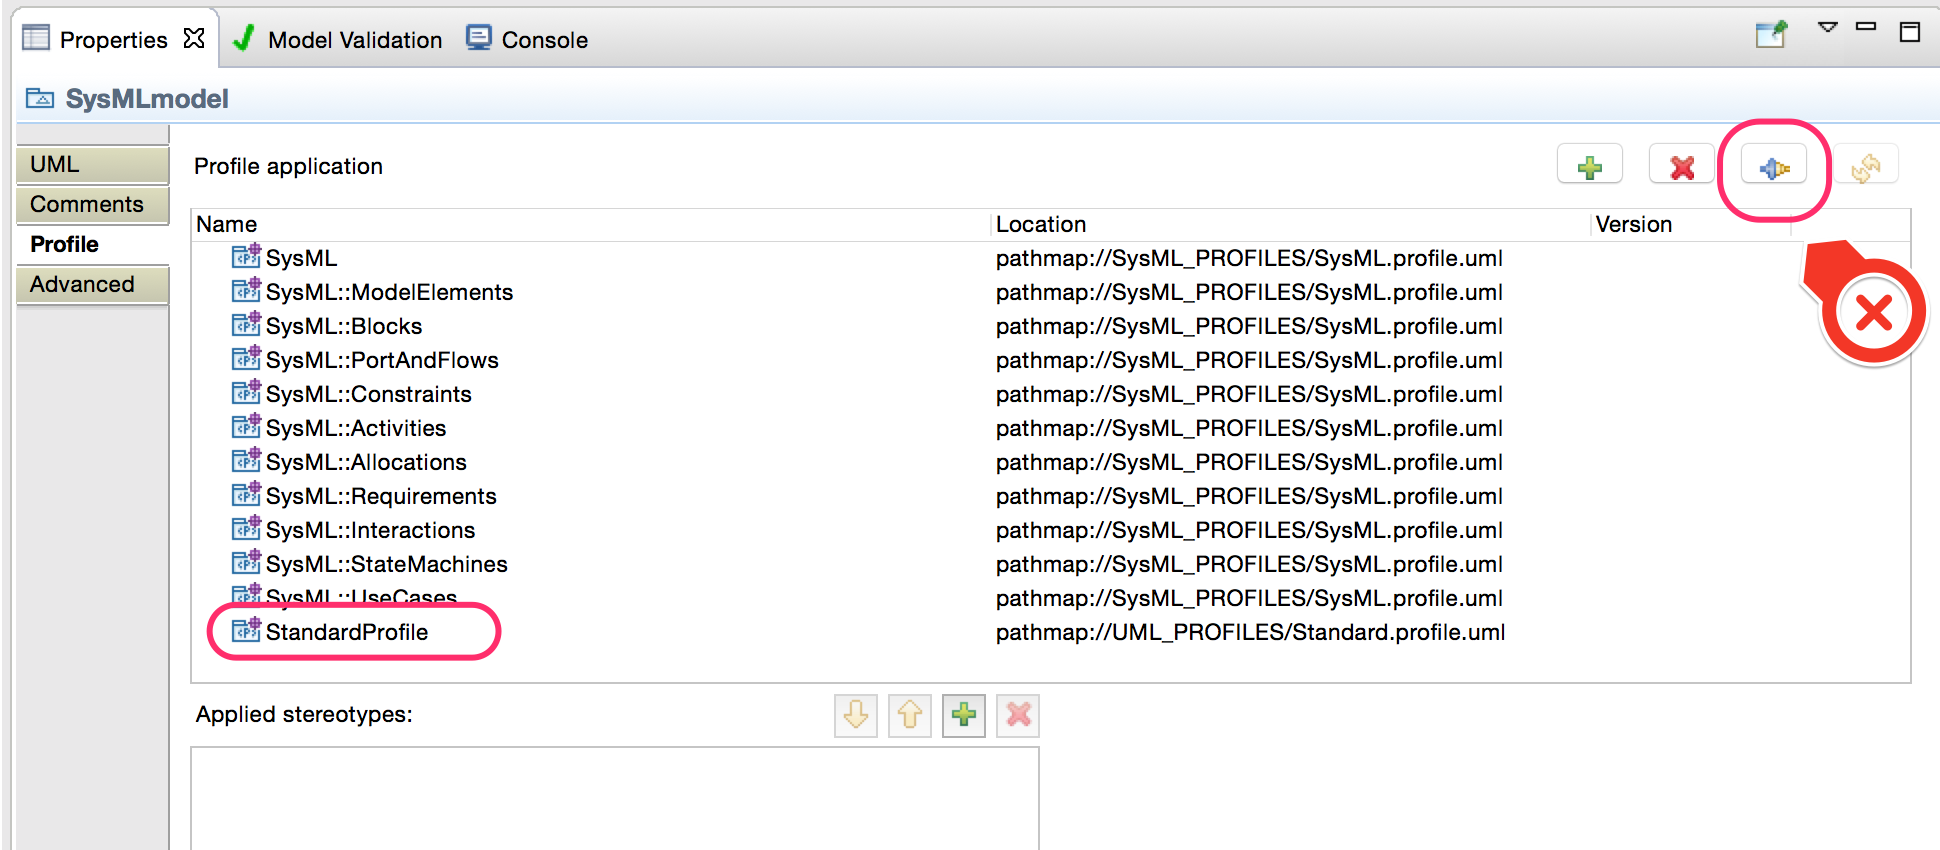 Properties Model Validation Console
SysMLmodel
UML
Comments
Profile
Advanced
Profile application
Name Location Version
SysML pathmap://SysML_PROFILES/SysML.profile.uml
SysML::ModelElements pathmap://SysML_PROFILES/SysML.profile.uml
SysML::Blocks pathmap://SysML_PROFILES/SysML.profile.uml
SysML::PortAndFlows pathmap://SysML_PROFILES/SysML.profile.uml
SysML::Constraints pathmap://SysML_PROFILES/SysML.profile.uml
SysML::Activities pathmap://SysML_PROFILES/SysML.profile.uml
SysML::Allocations pathmap://SysML_PROFILES/SysML.profile.uml
SysML::Requirements pathmap://SysML_PROFILES/SysML.profile.uml
SysML::Interactions pathmap://SysML_PROFILES/SysML.profile.uml
SysML::StateMachines pathmap://SysML_PROFILES/SysML.profile.uml
SysML::UseCases pathmap://SysML_PROFILES/SysML.profile.uml
StandardProfile pathmap://UML_PROFILES/Standard.profile.uml
Applied stereotypes: